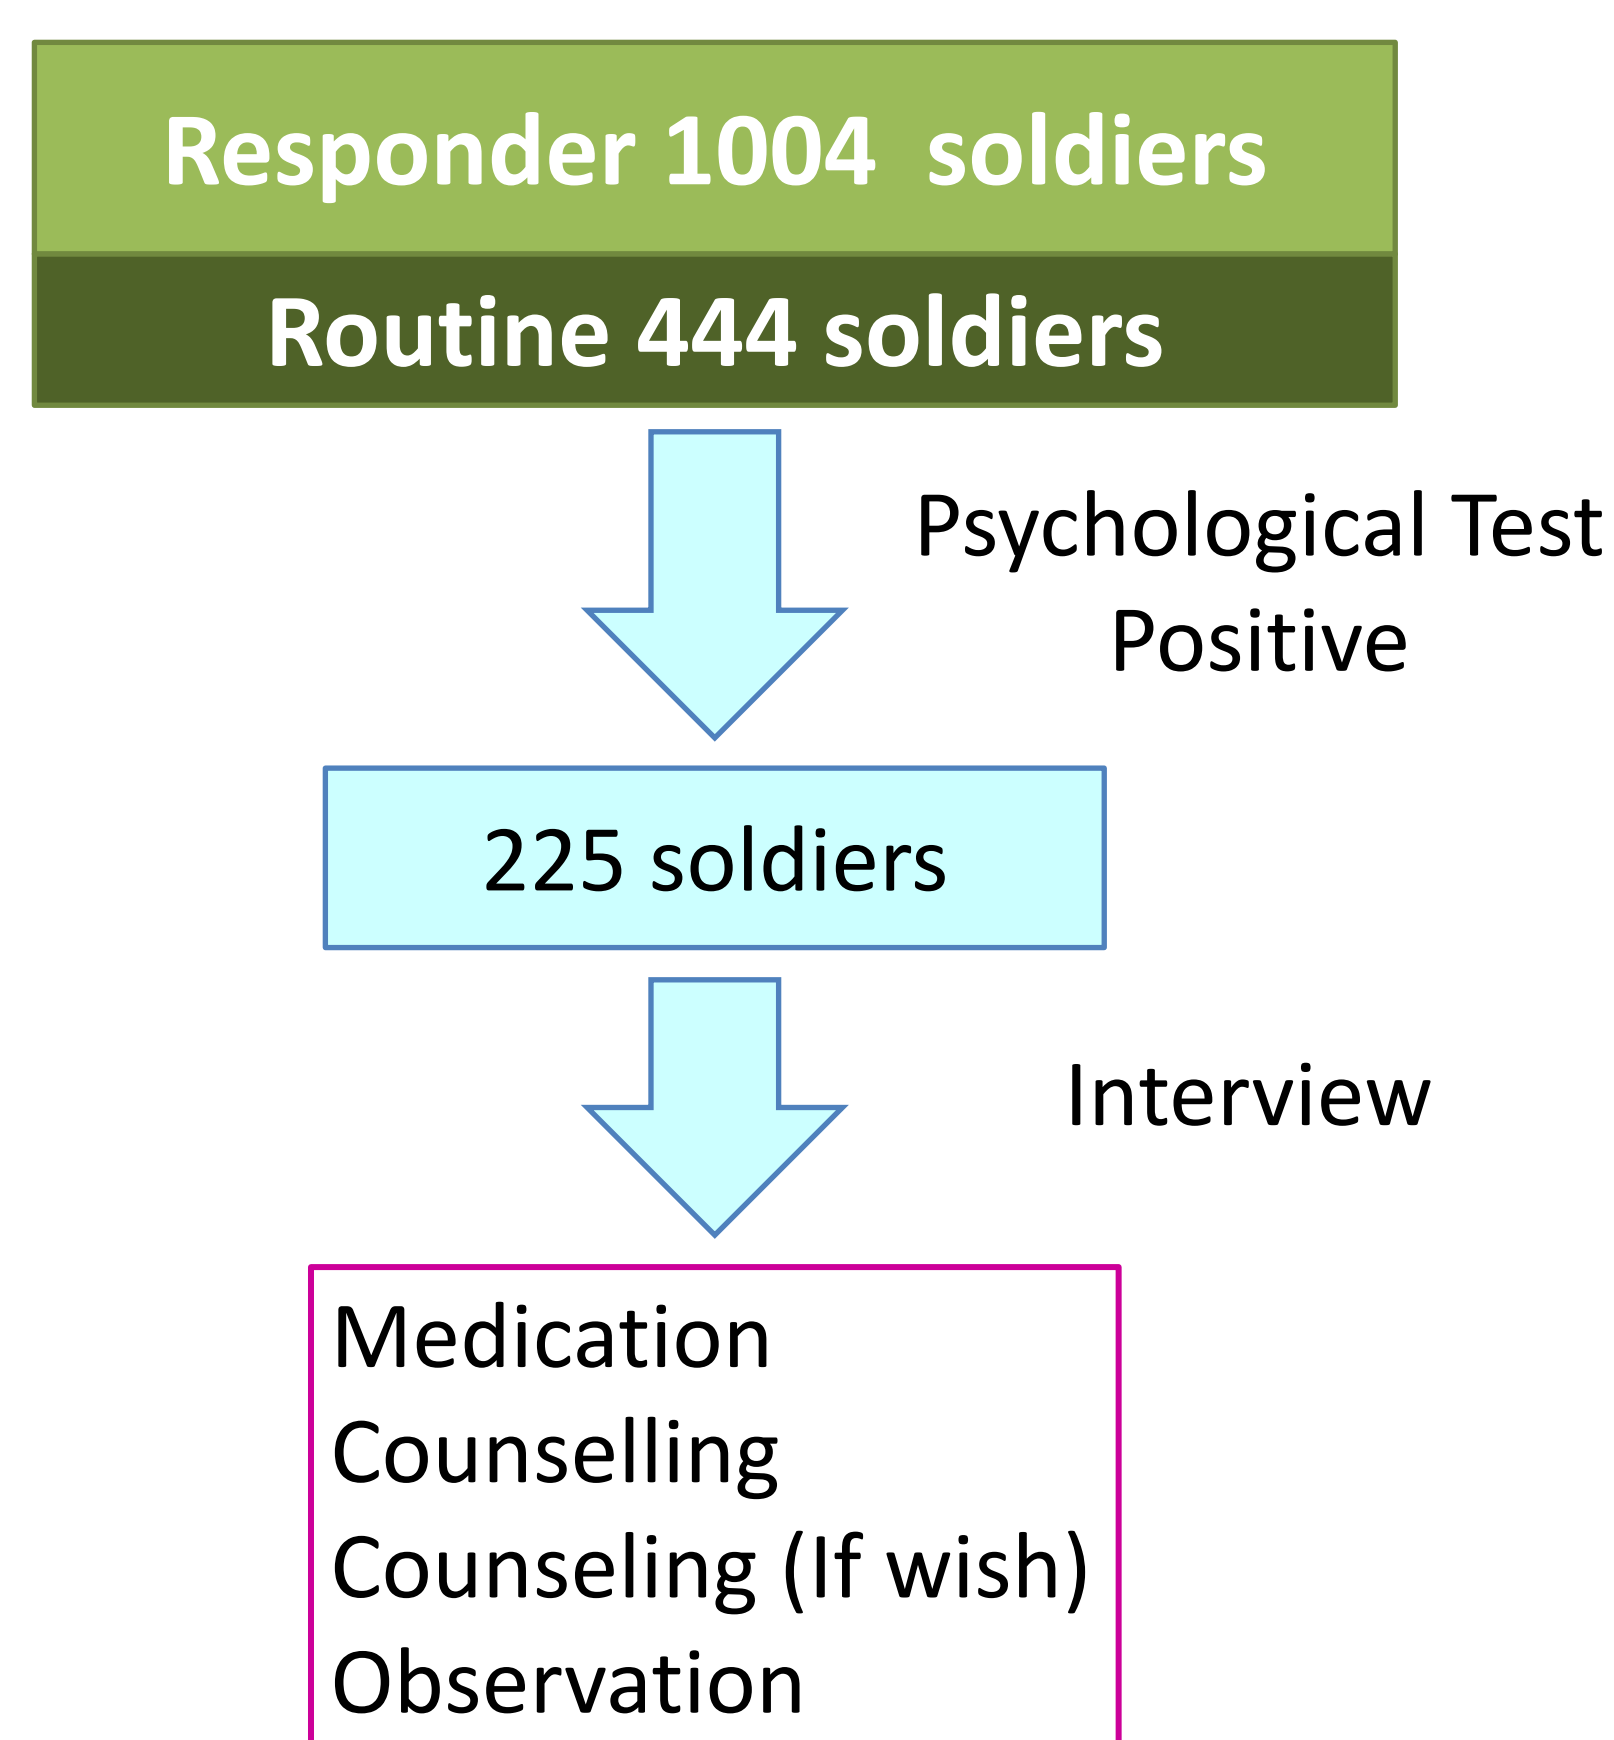 Responder 1004  soldiers
Routine 444 soldiers
Psychological Test
Positive
225 soldiers
Interview
Medication
Counselling
Counseling (If wish)
Observation